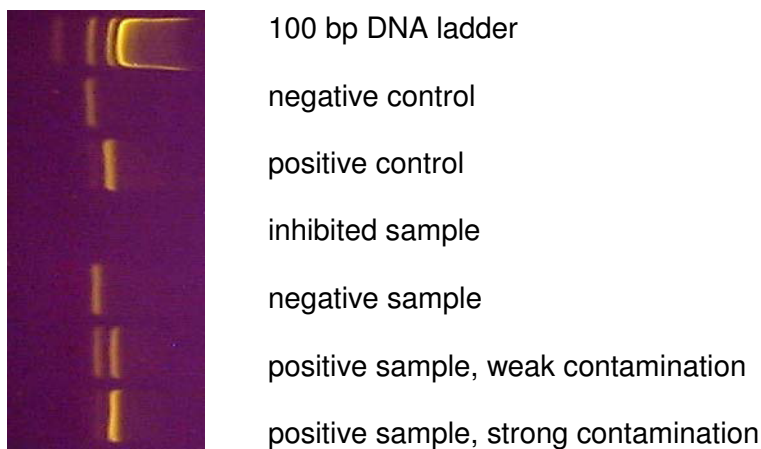 100 bp DNA ladder
negative control
positive control
inhibited sample
negative sample
positive sample, weak contamination
positive sample, strong contamination